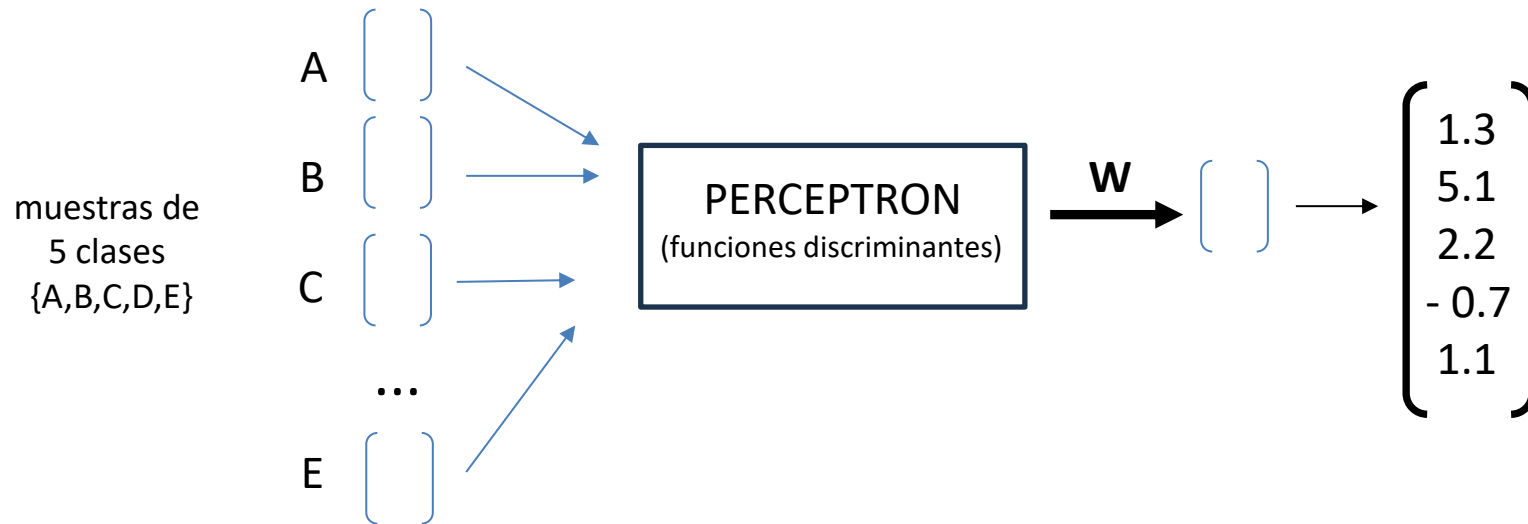 muestras de
5 clases
{A,B,C,D,E}
A
B
C
...
E
PERCEPTRON
(funciones discriminantes)
W
1.3
5.1
2.2
- 0.7
1.1